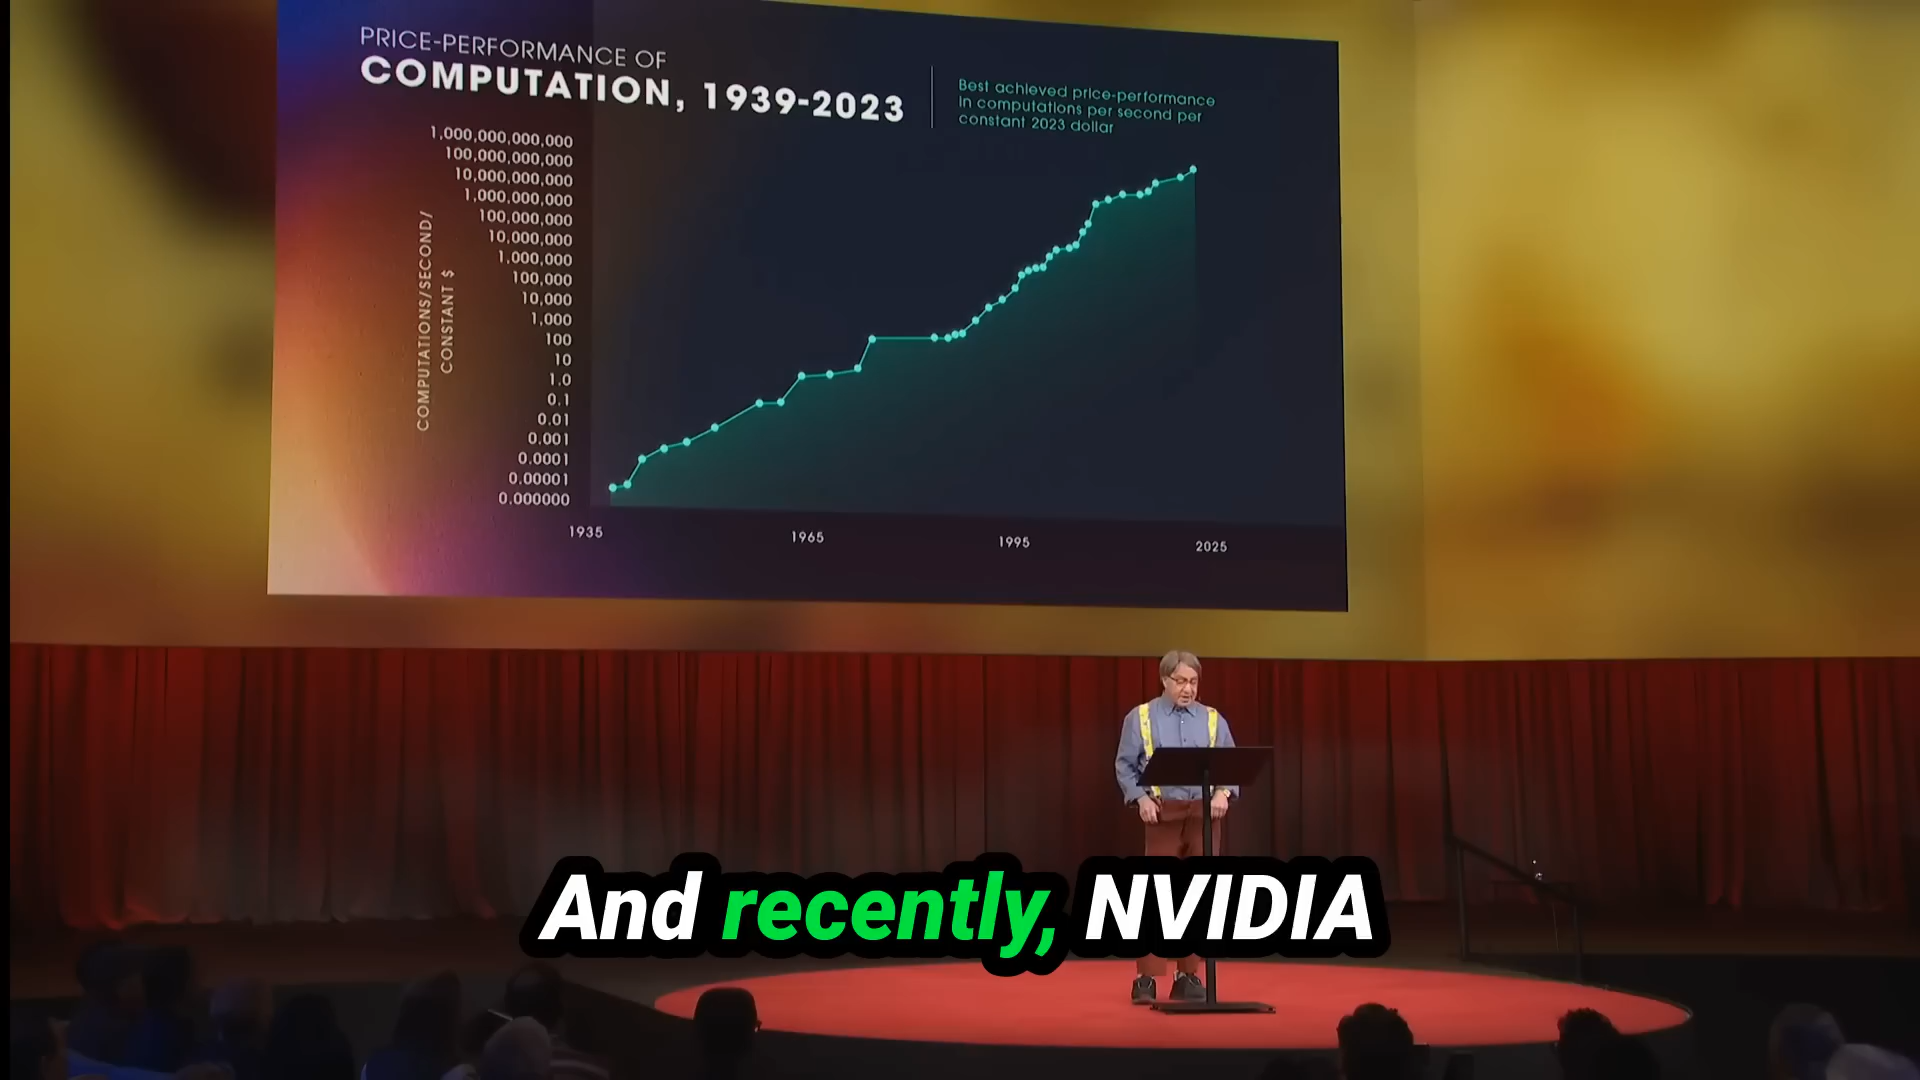 PRICE-PERFORMANCE OF
COMPUTATION, 1939-2023
Best achieved price-performance
in computations per second per
constant 2023 dollar
1,000,000,000,000
100,000,000,000
10,000,000,000
1,000,000,000
100,000,000
10,000,000
1,000,000
100,000
10,000
1,000
100
10
1.0
0.1
0.01
0.001
0.0001
0.00001
0.000000
COMPUTATIONS/SECOND/
CONSTANT $
1935
1965
1995
2025
And recently, NVIDIA